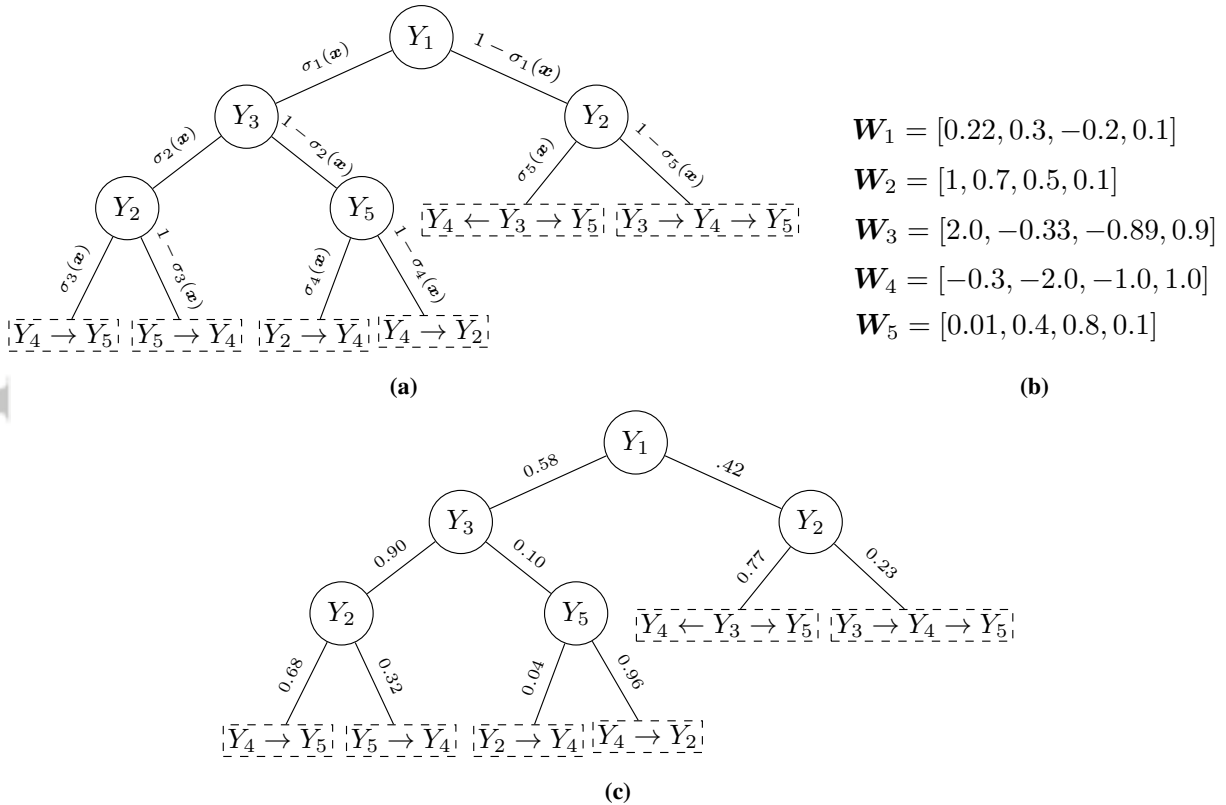 Y₁
σ₁(x) 1 − σ₁(x)
Y₃ Y₂
σ₂(x) 1 − σ₂(x) σ₅(x) 1 − σ₅(x)
Y₂ Y₅ Y₄ ← Y₃ → Y₅ Y₃ → Y₄ → Y₅
σ₃(x) 1 − σ₃(x) σ₄(x) 1 − σ₄(x)
Y₄ → Y₅ Y₅ → Y₄ Y₂ → Y₄ Y₄ → Y₂
(a)
W₁ = [0.22, 0.3, −0.2, 0.1]
W₂ = [1, 0.7, 0.5, 0.1]
W₃ = [2.0, −0.33, −0.89, 0.9]
W₄ = [−0.3, −2.0, −1.0, 1.0]
W₅ = [0.01, 0.4, 0.8, 0.1]
(b)
Y₁
0.58 .42
Y₃ Y₂
0.90 0.10 0.77 0.23
Y₂ Y₅ Y₄ ← Y₃ → Y₅ Y₃ → Y₄ → Y₅
0.68 0.32 0.04 0.96
Y₄ → Y₅ Y₅ → Y₄ Y₂ → Y₄ Y₄ → Y₂
(c)